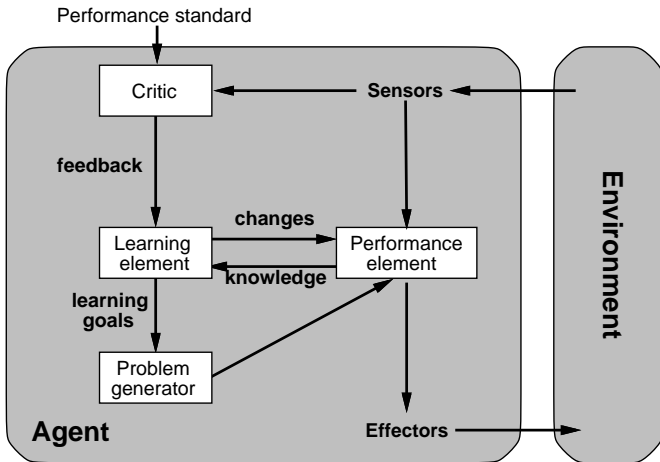 Performance standard
Critic
Sensors
feedback
changes
Learning
element
Performance
element
knowledge
learning
goals
Problem
generator
Agent
Effectors
Environment